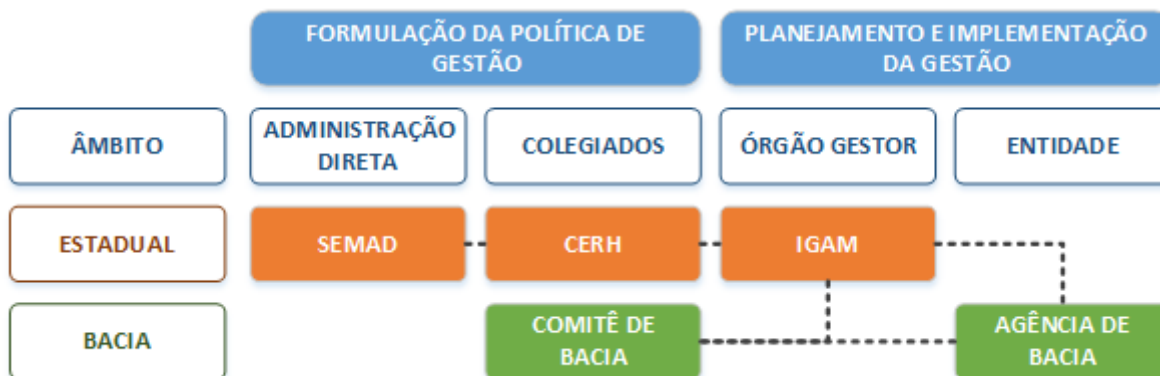 FORMULAÇÃO DA POLÍTICA DE
GESTÃO
PLANEJAMENTO E IMPLEMENTAÇÃO
DA GESTÃO
ÂMBITO
ADMINISTRAÇÃO
DIRETA
COLEGIADOS
ÓRGÃO GESTOR
ENTIDADE
ESTADUAL
SEMAD
CERH
IGAM
BACIA
COMITÊ DE
BACIA
AGÊNCIA DE
BACIA